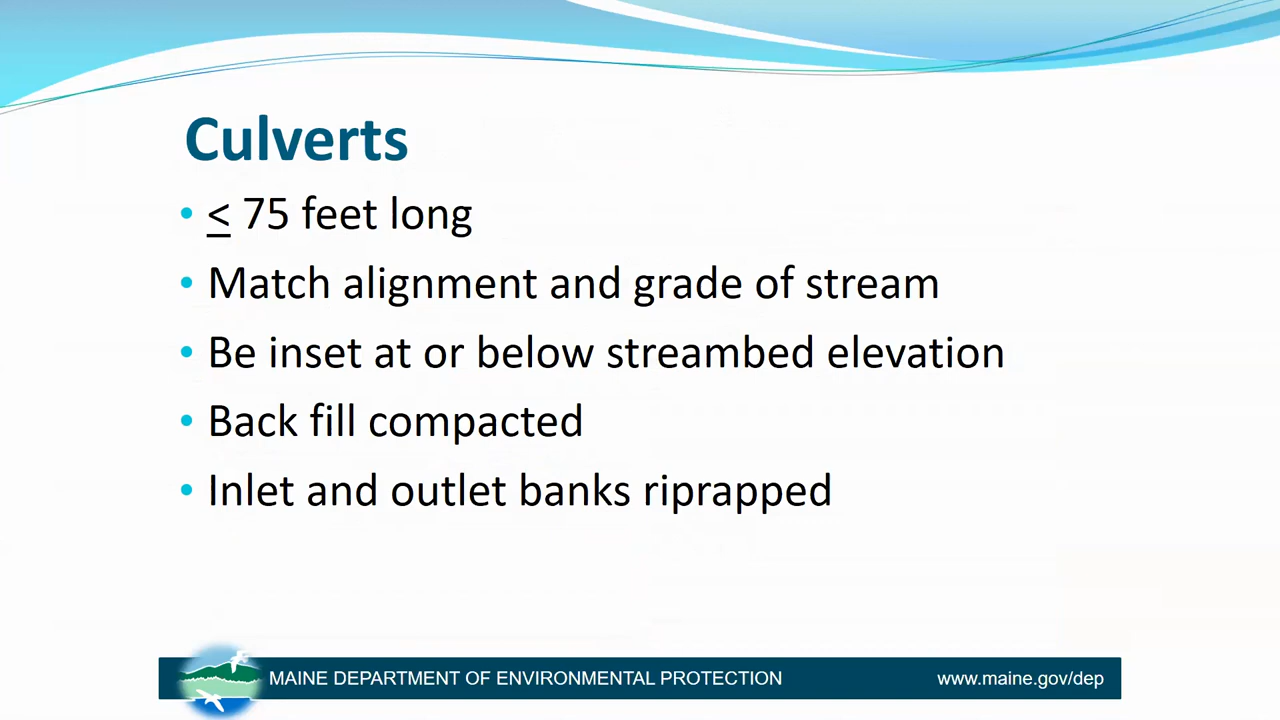 Culverts
• < 75 feet long
• Match alignment and grade of stream
• Be inset at or below streambed elevation
• Back fill compacted
• Inlet and outlet banks riprapped
MAINE DEPARTMENT OF ENVIRONMENTAL PROTECTION www.maine.gov/dep